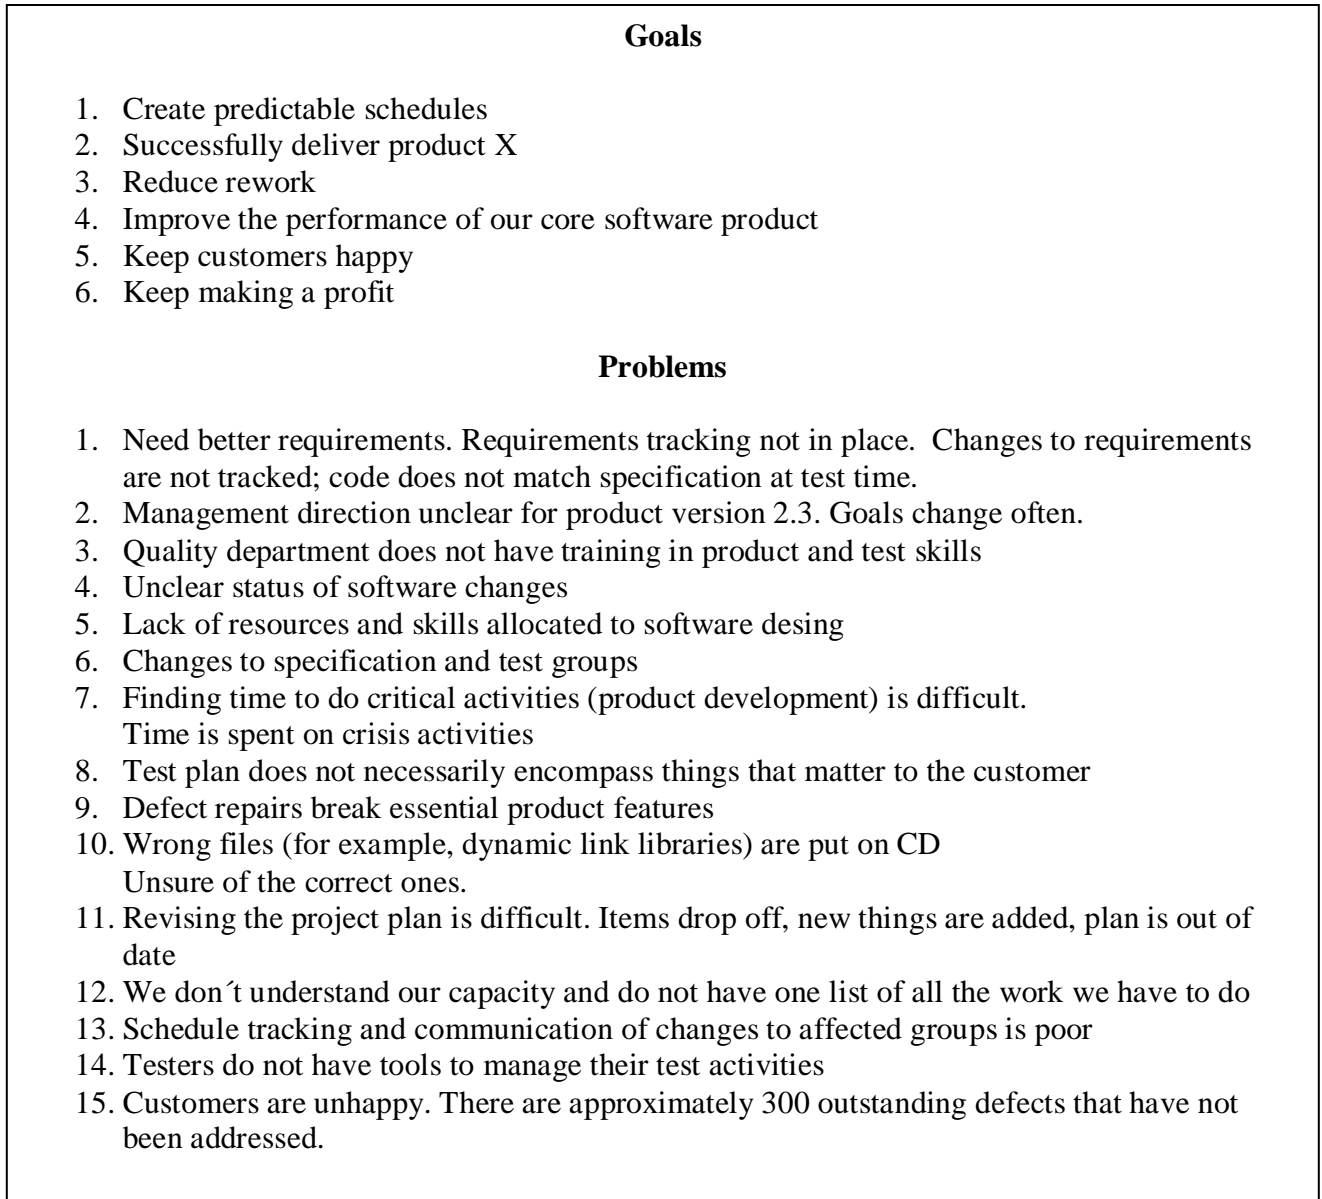 Goals
1. Create predictable schedules
2. Successfully deliver product X
3. Reduce rework
4. Improve the performance of our core software product
5. Keep customers happy
6. Keep making a profit
Problems
1. Need better requirements. Requirements tracking not in place.  Changes to requirements
are not tracked; code does not match specification at test time.
2. Management direction unclear for product version 2.3. Goals change often.
3. Quality department does not have training in product and test skills
4. Unclear status of software changes
5. Lack of resources and skills allocated to software desing
6. Changes to specification and test groups
7. Finding time to do critical activities (product development) is difficult.
Time is spent on crisis activities
8. Test plan does not necessarily encompass things that matter to the customer
9. Defect repairs break essential product features
10. Wrong files (for example, dynamic link libraries) are put on CD
Unsure of the correct ones.
11. Revising the project plan is difficult. Items drop off, new things are added, plan is out of
date
12. We don´t understand our capacity and do not have one list of all the work we have to do
13. Schedule tracking and communication of changes to affected groups is poor
14. Testers do not have tools to manage their test activities
15. Customers are unhappy. There are approximately 300 outstanding defects that have not
been addressed.